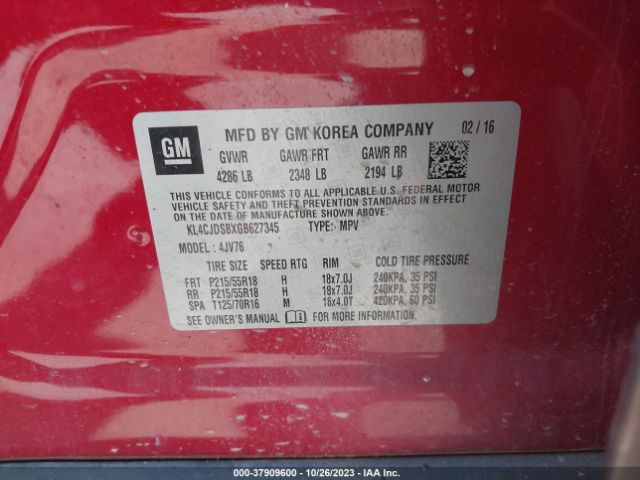 GM
MFD BY GM KOREA COMPANY 02 / 16
GVWR GAWR FRT GAWR RR
4286 LB 2348 LB 2194 LB
THIS VEHICLE CONFORMS TO ALL APPLICABLE U.S. FEDERAL MOTOR
VEHICLE SAFETY AND THEFT PREVENTION STANDARDS IN EFFECT
ON THE DATE OF MANUFACTURE SHOWN ABOVE.
KL4CJDSBXGB627345 TYPE: MPV
MODEL : 4JV76
TIRE SIZE SPEED RTG RIM COLD TIRE PRESSURE
FRT P215/55R18 H 18x7.0J 240KPA, 35 PSI
RR P215/55R18 H 18x7.0J 240KPA, 35 PSI
SPA T125/70R16 M 16x4.0T 420KPA, 60 PSI
SEE OWNER'S MANUAL FOR MORE INFORMATION.
000-37909600 - 10/26/2023 - IAA Inc.